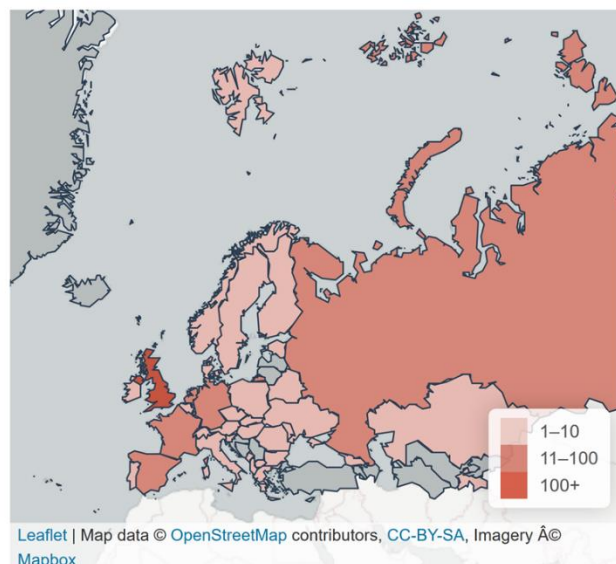 1–10
11–100
100+
Leaflet | Map data © OpenStreetMap contributors, CC-BY-SA, Imagery Â©
Mapbox